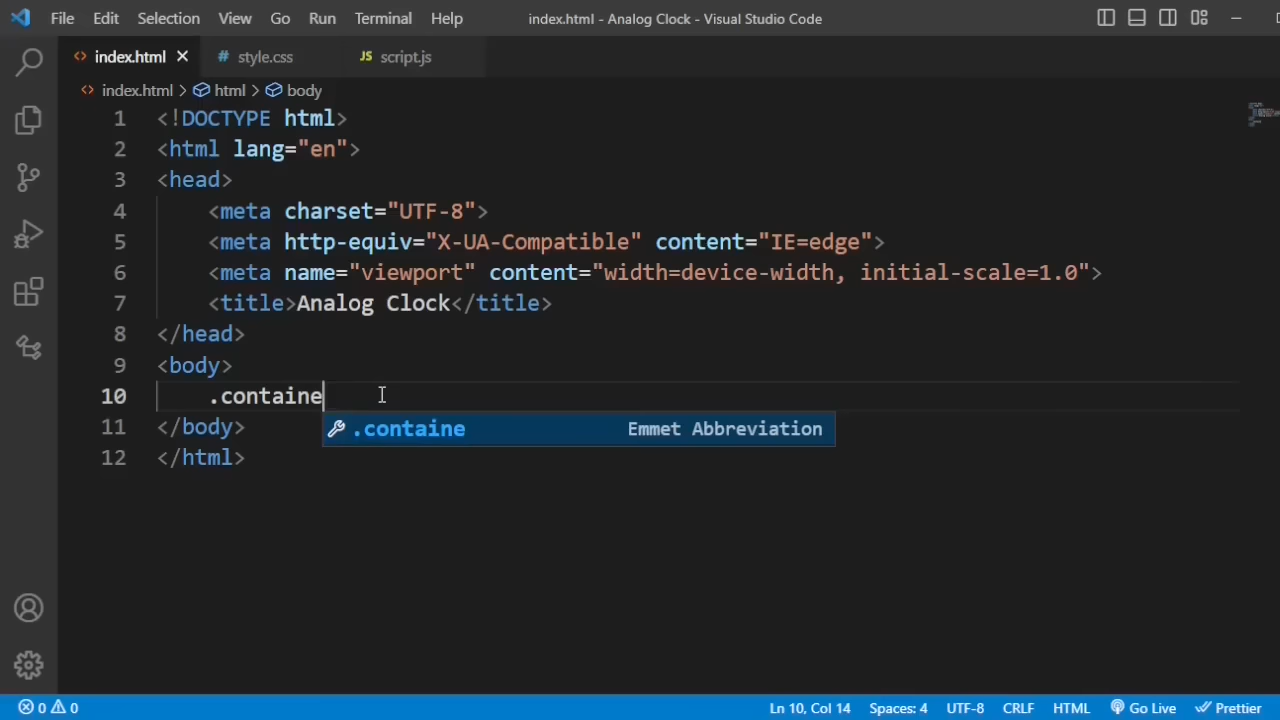 File Edit Selection View Go Run Terminal Help index.html - Analog Clock - Visual Studio Code
<> index.html # style.css JS script.js
<> index.html > html > body
1 <!DOCTYPE html>
2 <html lang="en">
3 <head>
4 <meta charset="UTF-8">
5 <meta http-equiv="X-UA-Compatible" content="IE=edge">
6 <meta name="viewport" content="width=device-width, initial-scale=1.0">
7 <title>Analog Clock</title>
8 </head>
9 <body>
10 .containe
.containe Emmet Abbreviation
11 </body>
12 </html>
0 0 Ln 10, Col 14 Spaces: 4 UTF-8 CRLF HTML Go Live Prettier